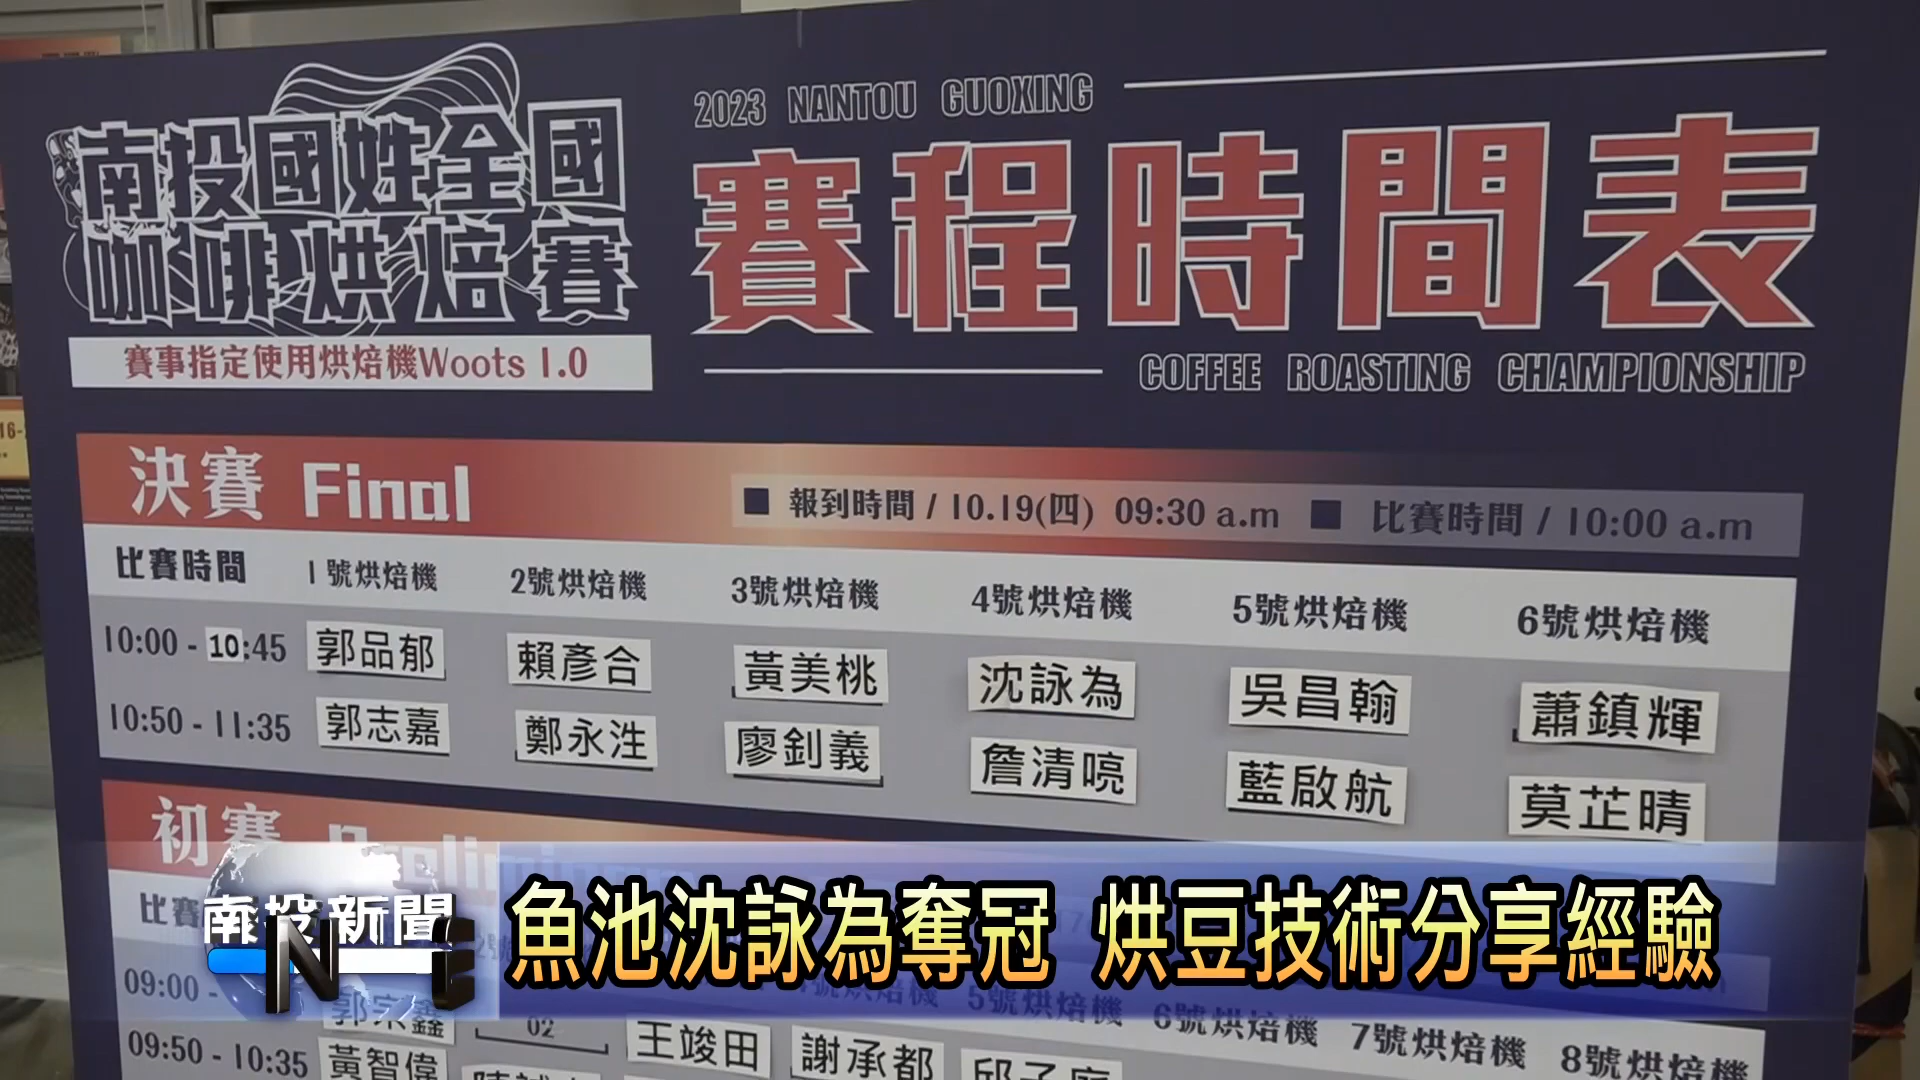 南投國姓全國
咖啡烘焙賽
賽事指定使用烘焙機Woots 1.0
2023 NANTOU GUOXING
賽程時間表
COFFEE ROASTING CHAMPIONSHIP
決賽 Final
■ 報到時間 / 10.19(四) 09:30 a.m ■ 比賽時間 / 10:00 a.m
比賽時間 1號烘焙機 2號烘焙機 3號烘焙機 4號烘焙機 5號烘焙機 6號烘焙機
10:00 - 10:45 郭品郁 賴彥合 黃美桃 沈詠為 吳昌翰 蕭鎮輝
10:50 - 11:35 郭志嘉 鄭永泩 廖釗義 詹清喨 藍啟航 莫芷晴
初賽
南投新聞
NE
魚池沈詠為奪冠 烘豆技術分享經驗
5號烘焙機 6號烘焙機 7號烘焙機 8號烘焙機
09:00 -
02
09:50 - 10:35 黃智偉 王竣田 謝承都